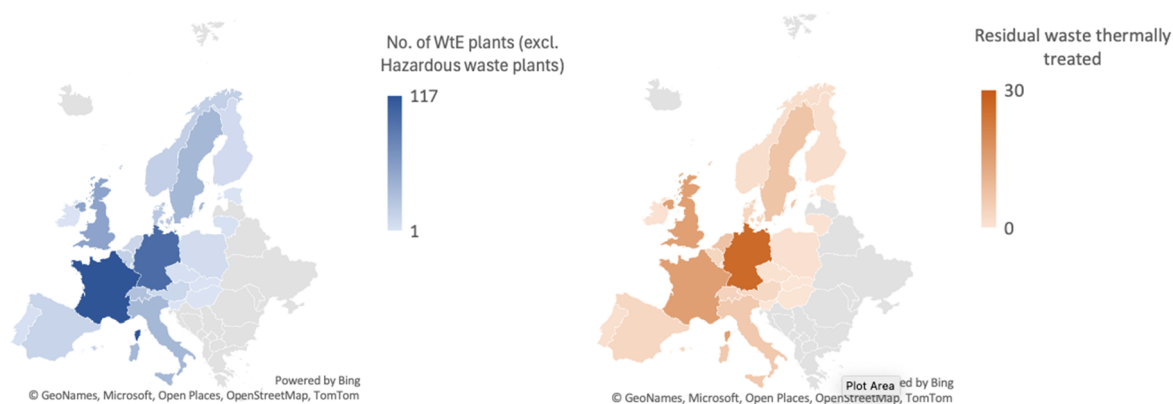 No. of WtE plants (excl.
Hazardous waste plants)
117
1
Powered by Bing
© GeoNames, Microsoft, Open Places, OpenStreetMap, TomTom
Residual waste thermally
treated
30
0
Plot Area
ed by Bing
© GeoNames, Microsoft, Open Places, OpenStreetMap, TomTom